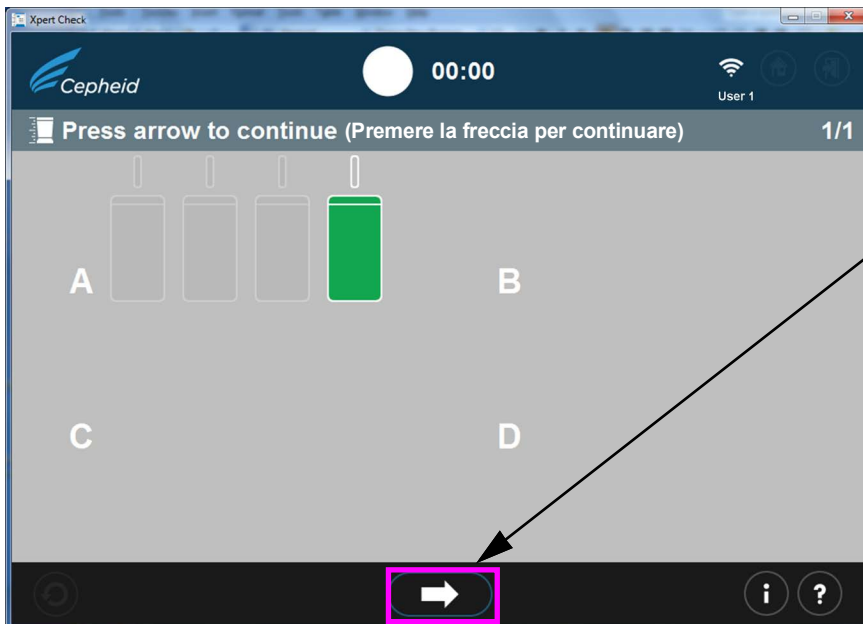 Xpert Check
Cepheid
00:00
User 1
Press arrow to continue (Premere la freccia per continuare)
1/1
A
B
C
D
i
?